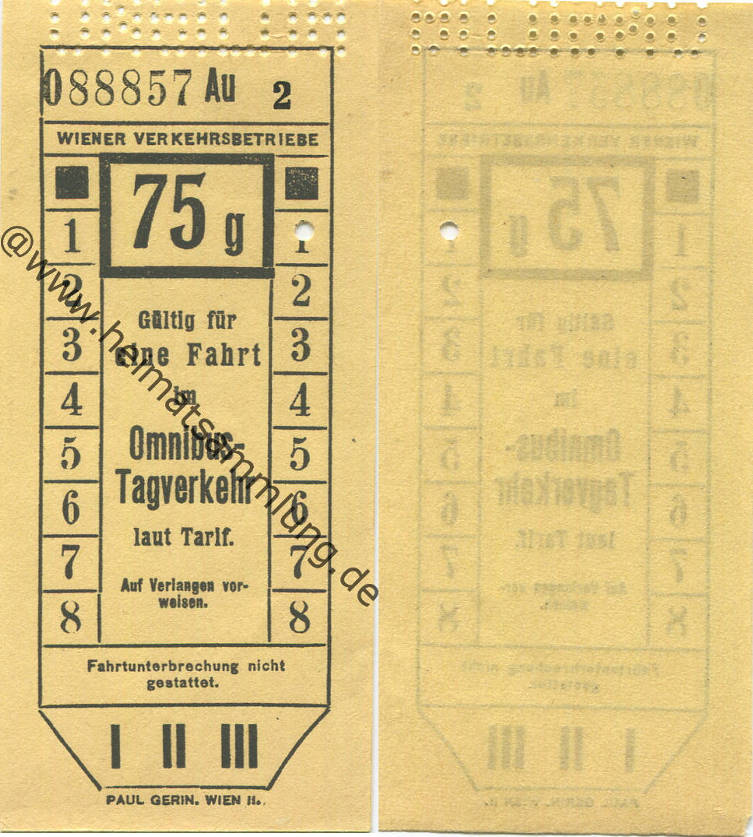 088857 Au 2
WIENER VERKEHRSBETRIEBE
75 g
1 1
2 2
3 3
4 4
5 5
6 6
7 7
8 8
Gültig für
eine Fahrt
im
Omnibus-
Tagverkehr
laut Tarif.
Auf Verlangen vor-
weisen.
Fahrtunterbrechung nicht
gestattet.
I II III
PAUL GERIN. WIEN II.
@www.heimatsammlung.de